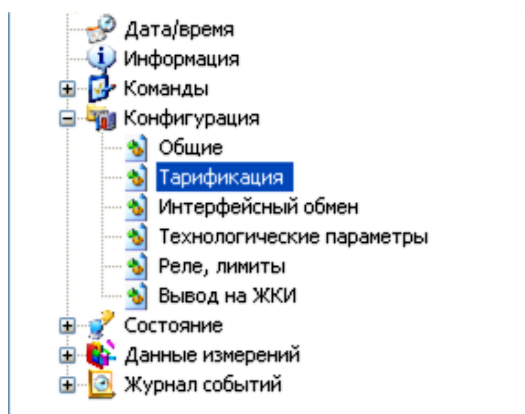 Дата/время
Информация
Команды
Конфигурация
Общие
Тарификация
Интерфейсный обмен
Технологические параметры
Реле, лимиты
Вывод на ЖКИ
Состояние
Данные измерений
Журнал событий